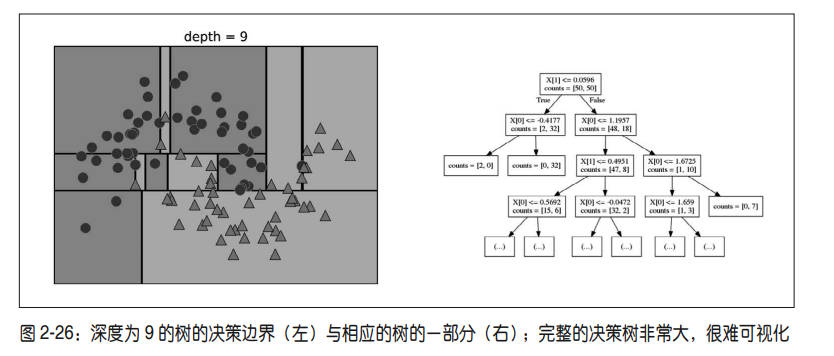 depth = 9
X[1] <= 0.0596
counts = [50, 50]
True
False
X[0] <= -0.4177
counts = [2, 32]
X[0] <= 1.1957
counts = [48, 18]
counts = [2, 0]
counts = [0, 32]
X[1] <= 0.4951
counts = [47, 8]
X[0] <= 1.6725
counts = [1, 10]
X[0] <= 0.5692
counts = [15, 6]
X[0] <= -0.0472
counts = [32, 2]
X[0] <= 1.659
counts = [1, 3]
counts = [0, 7]
(...)
(...)
(...)
(...)
(...)
(...)
图 2-26：深度为 9 的树的决策边界（左）与相应的树的一部分（右）；完整的决策树非常大，很难可视化